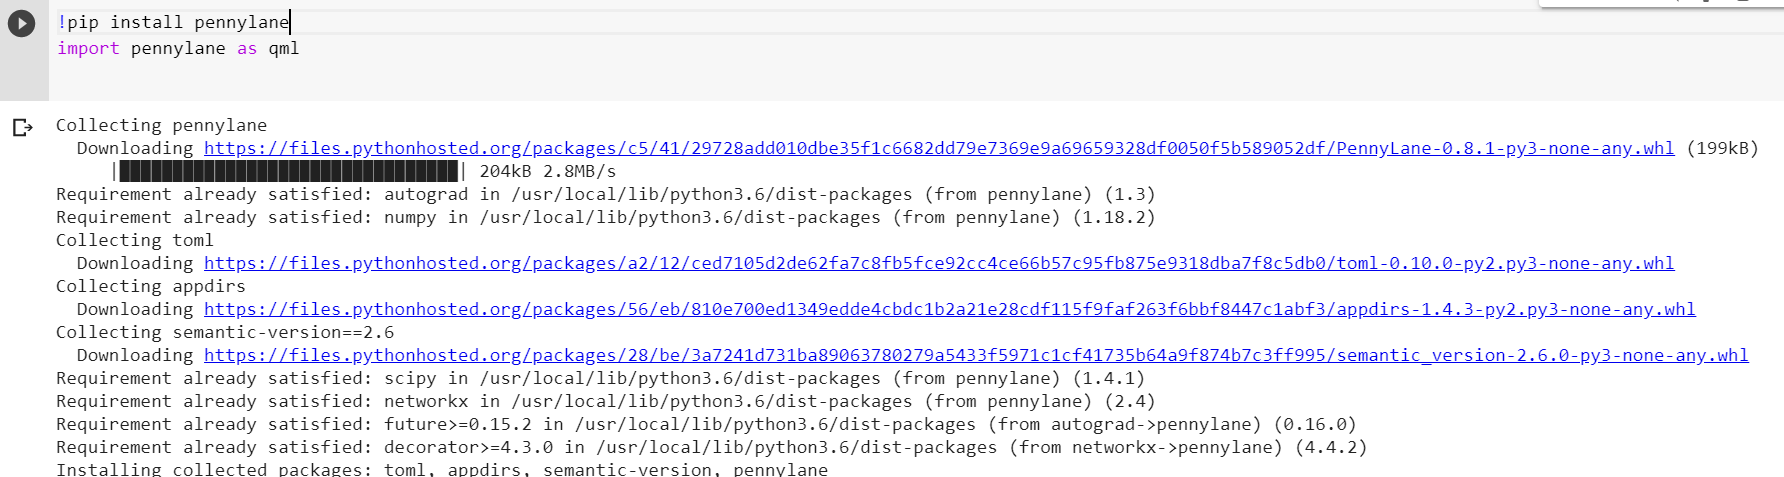 !pip install pennylane
import pennylane as qml
Collecting pennylane
Downloading https://files.pythonhosted.org/packages/c5/41/29728add010dbe35f1c6682dd79e7369e9a69659328df0050f5b589052df/PennyLane-0.8.1-py3-none-any.whl (199kB)
|████████████████████████████████| 204kB 2.8MB/s
Requirement already satisfied: autograd in /usr/local/lib/python3.6/dist-packages (from pennylane) (1.3)
Requirement already satisfied: numpy in /usr/local/lib/python3.6/dist-packages (from pennylane) (1.18.2)
Collecting toml
Downloading https://files.pythonhosted.org/packages/a2/12/ced7105d2de62fa7c8fb5fce92cc4ce66b57c95fb875e9318dba7f8c5db0/toml-0.10.0-py2.py3-none-any.whl
Collecting appdirs
Downloading https://files.pythonhosted.org/packages/56/eb/810e700ed1349edde4cbdc1b2a21e28cdf115f9faf263f6bbf8447c1abf3/appdirs-1.4.3-py2.py3-none-any.whl
Collecting semantic-version==2.6
Downloading https://files.pythonhosted.org/packages/28/be/3a7241d731ba89063780279a5433f5971c1cf41735b64a9f874b7c3ff995/semantic_version-2.6.0-py3-none-any.whl
Requirement already satisfied: scipy in /usr/local/lib/python3.6/dist-packages (from pennylane) (1.4.1)
Requirement already satisfied: networkx in /usr/local/lib/python3.6/dist-packages (from pennylane) (2.4)
Requirement already satisfied: future>=0.15.2 in /usr/local/lib/python3.6/dist-packages (from autograd->pennylane) (0.16.0)
Requirement already satisfied: decorator>=4.3.0 in /usr/local/lib/python3.6/dist-packages (from networkx->pennylane) (4.4.2)
Installing collected packages: toml, appdirs, semantic-version, pennylane